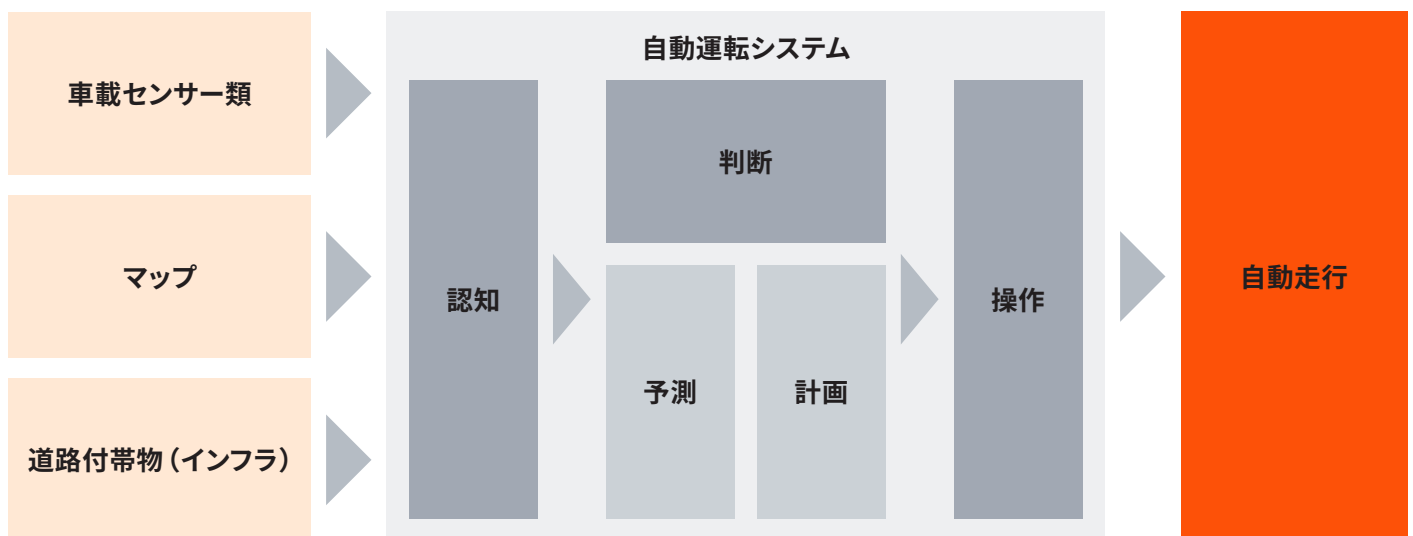 車載センサー類
マップ
道路付帯物（インフラ）
自動運転システム
認知
判断
予測
計画
操作
自動走行